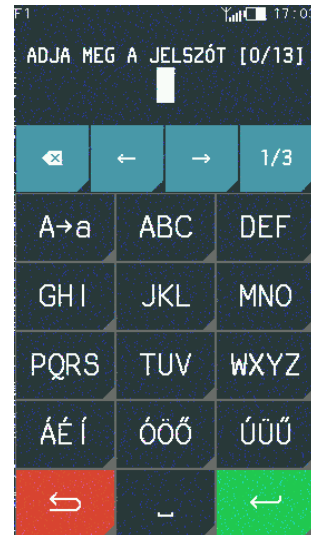 F1 17:03
ADJA MEG A JELSZÓT [0/13]
← → 1/3
A→a ABC DEF
GHI JKL MNO
PQRS TUV WXYZ
ÁÉÍ ÓÖŐ ÚÜŰ